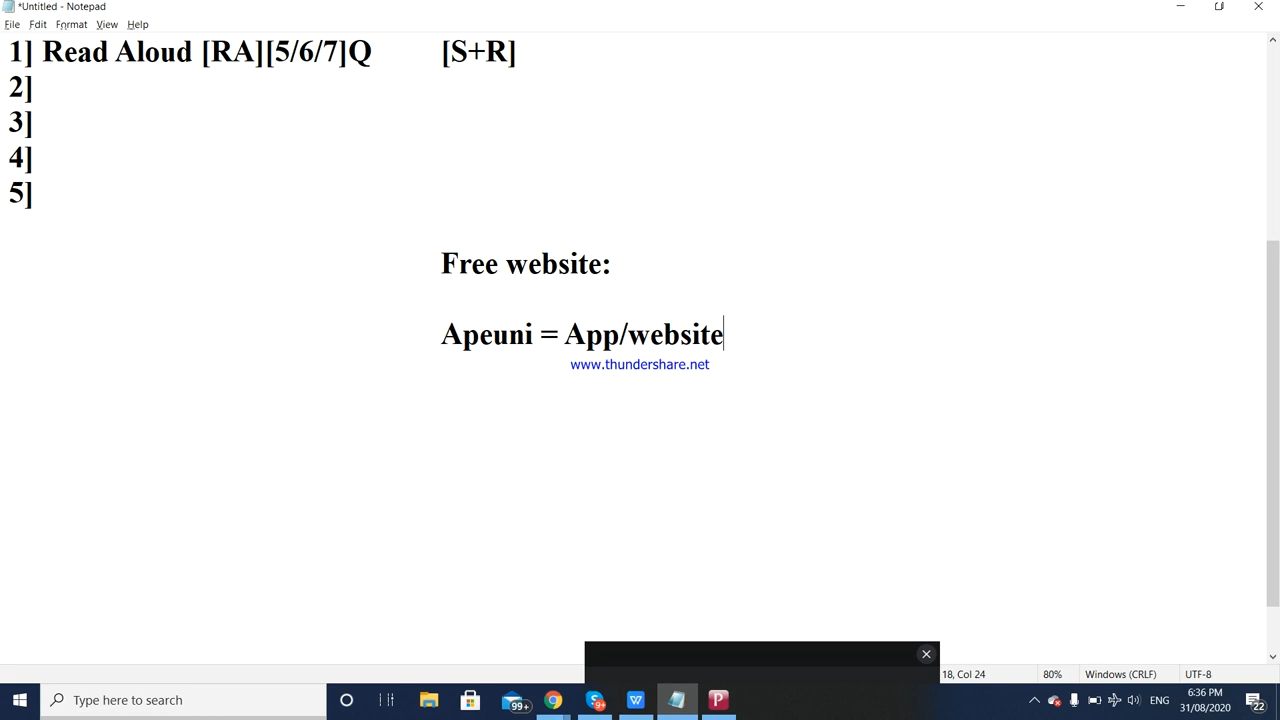 *Untitled - Notepad
File Edit Format View Help
1] Read Aloud [RA][5/6/7]Q [S+R]
2]
3]
4]
5]
Free website:
Apeuni = App/website
www.thundershare.net
18, Col 24 80% Windows (CRLF) UTF-8
Type here to search
99+
9+
ENG
6:36 PM
31/08/2020
22